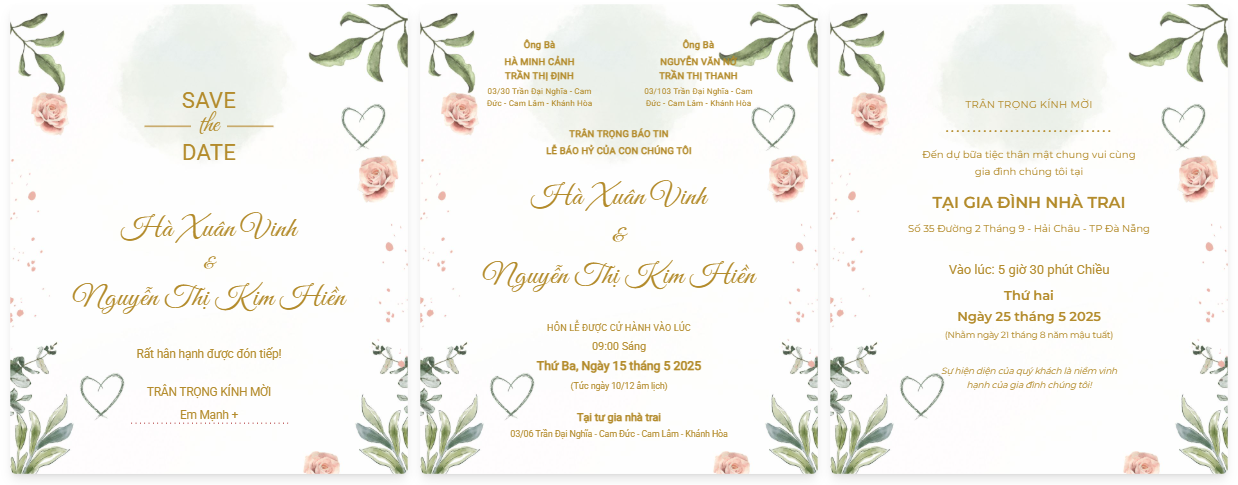 SAVE
the
DATE
Hà Xuân Vinh
&
Nguyễn Thị Kim Hiền
Rất hân hạnh được đón tiếp!
TRÂN TRỌNG KÍNH MỜI
Em Mạnh +
Ông Bà
HÀ MINH CẢNH
TRẦN THỊ ĐỊNH
03/30 Trần Đại Nghĩa - Cam
Đức - Cam Lâm - Khánh Hòa
Ông Bà
NGUYỄN VĂN
TRẦN THỊ THANH
03/103 Trần Đại Nghĩa - Cam
Đức - Cam Lâm - Khánh Hòa
TRÂN TRỌNG BÁO TIN
LỄ BÁO HỶ CỦA CON CHÚNG TÔI
Hà Xuân Vinh
&
Nguyễn Thị Kim Hiền
HÔN LỄ ĐƯỢC CỬ HÀNH VÀO LÚC
09:00 Sáng
Thứ Ba, Ngày 15 tháng 5 2025
(Tức ngày 10/12 âm lịch)
Tại tư gia nhà trai
03/06 Trần Đại Nghĩa - Cam Đức - Cam Lâm - Khánh Hòa
TRÂN TRỌNG KÍNH MỜI
Đến dự bữa tiệc thân mật chung vui cùng
gia đình chúng tôi tại
TẠI GIA ĐÌNH NHÀ TRAI
Số 35 Đường 2 Tháng 9 - Hải Châu - TP Đà Nẵng
Vào lúc: 5 giờ 30 phút Chiều
Thứ hai
Ngày 25 tháng 5 2025
(Nhằm ngày 21 tháng 8 năm mậu tuất)
Sự hiện diện của quý khách là niềm vinh
hạnh của gia đình chúng tôi!